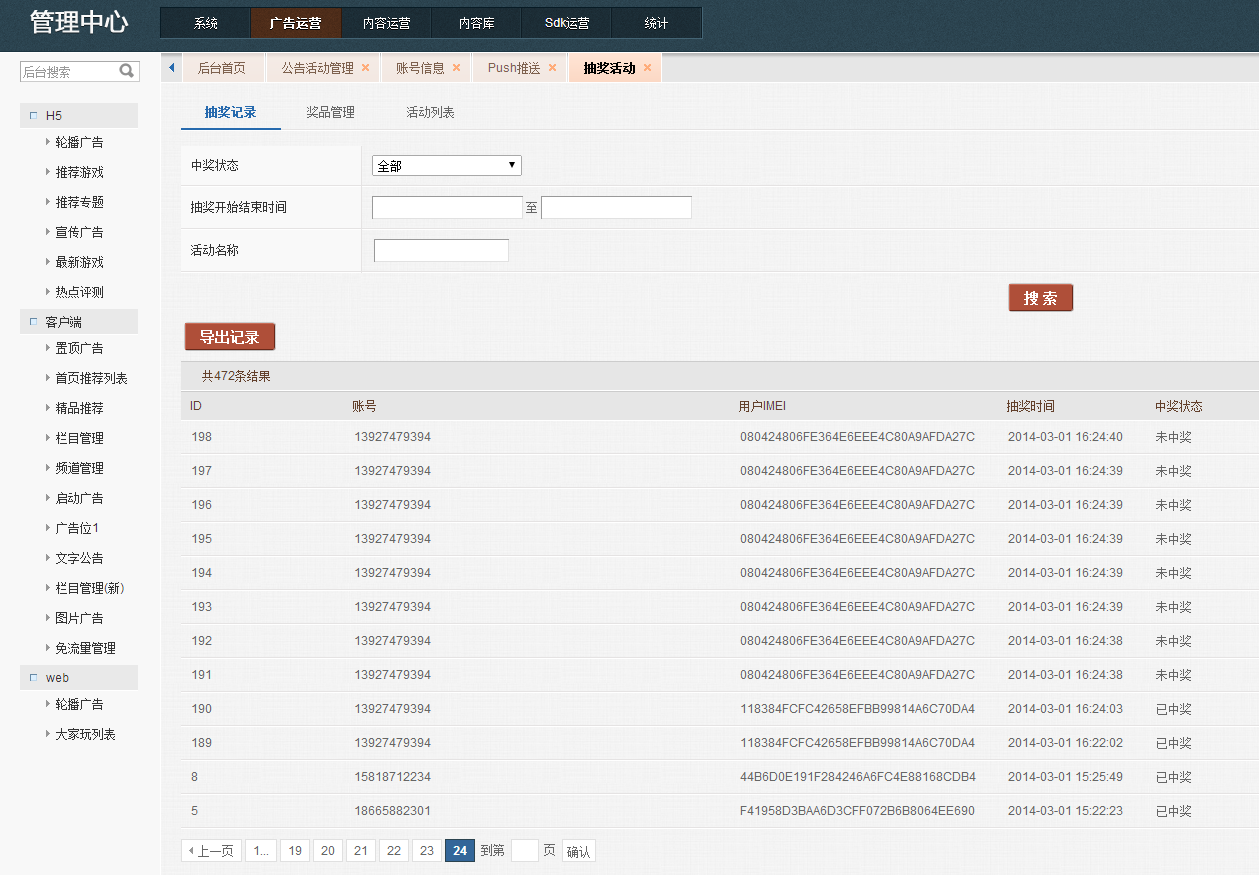 管理中心
系统 广告运营 内容运营 内容库 Sdk运营 统计
后台搜索
后台首页 公告活动管理 × 账号信息 × Push推送 × 抽奖活动 ×
抽奖记录 奖品管理 活动列表
H5
轮播广告
推荐游戏
推荐专题
宣传广告
最新游戏
热点评测
客户端
置顶广告
首页推荐列表
精品推荐
栏目管理
频道管理
启动广告
广告位1
文字公告
栏目管理(新)
图片广告
免流量管理
web
轮播广告
大家玩列表
中奖状态 全部
抽奖开始结束时间 至
活动名称
搜 索
导出记录
共472条结果
ID 账号 用户IMEI 抽奖时间 中奖状态
198 13927479394 080424806FE364E6EEE4C80A9AFDA27C 2014-03-01 16:24:40 未中奖
197 13927479394 080424806FE364E6EEE4C80A9AFDA27C 2014-03-01 16:24:39 未中奖
196 13927479394 080424806FE364E6EEE4C80A9AFDA27C 2014-03-01 16:24:39 未中奖
195 13927479394 080424806FE364E6EEE4C80A9AFDA27C 2014-03-01 16:24:39 未中奖
194 13927479394 080424806FE364E6EEE4C80A9AFDA27C 2014-03-01 16:24:39 未中奖
193 13927479394 080424806FE364E6EEE4C80A9AFDA27C 2014-03-01 16:24:39 未中奖
192 13927479394 080424806FE364E6EEE4C80A9AFDA27C 2014-03-01 16:24:38 未中奖
191 13927479394 080424806FE364E6EEE4C80A9AFDA27C 2014-03-01 16:24:38 未中奖
190 13927479394 118384FCFC42658EFBB99814A6C70DA4 2014-03-01 16:24:03 已中奖
189 13927479394 118384FCFC42658EFBB99814A6C70DA4 2014-03-01 16:22:02 已中奖
8 15818712234 44B6D0E191F284246A6FC4E88168CDB4 2014-03-01 15:25:49 已中奖
5 18665882301 F41958D3BAA6D3CFF072B6B8064EE690 2014-03-01 15:22:23 已中奖
上一页 1... 19 20 21 22 23 24 到第 页 确认